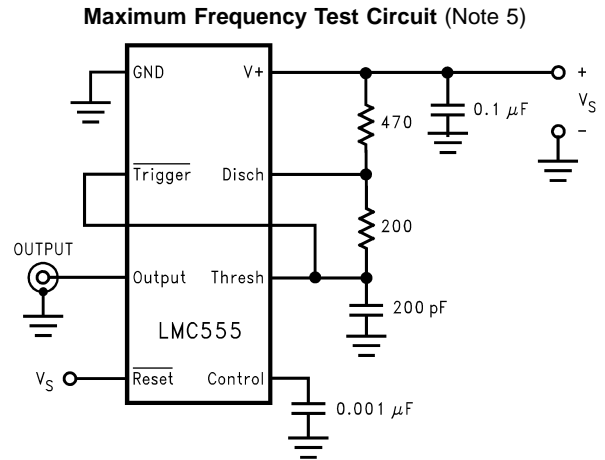 Maximum Frequency Test Circuit (Note 5)
GND V+ +
470 0.1 μF VS
-
Trigger Disch
200
OUTPUT
Output Thresh
200 pF
LMC555
VS Reset Control
0.001 μF